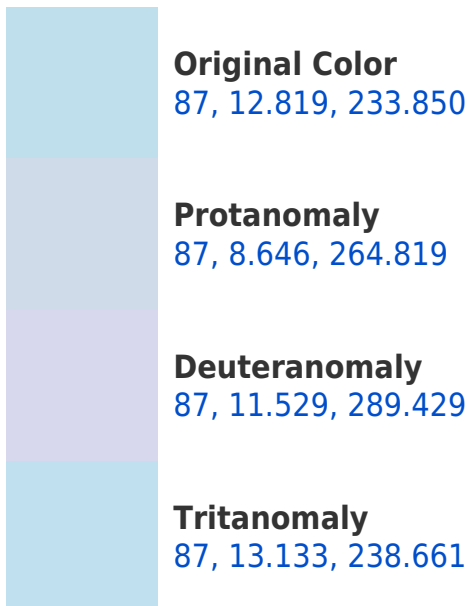 Original Color
87, 12.819, 233.850
Protanomaly
87, 8.646, 264.819
Deuteranomaly
87, 11.529, 289.429
Tritanomaly
87, 13.133, 238.661